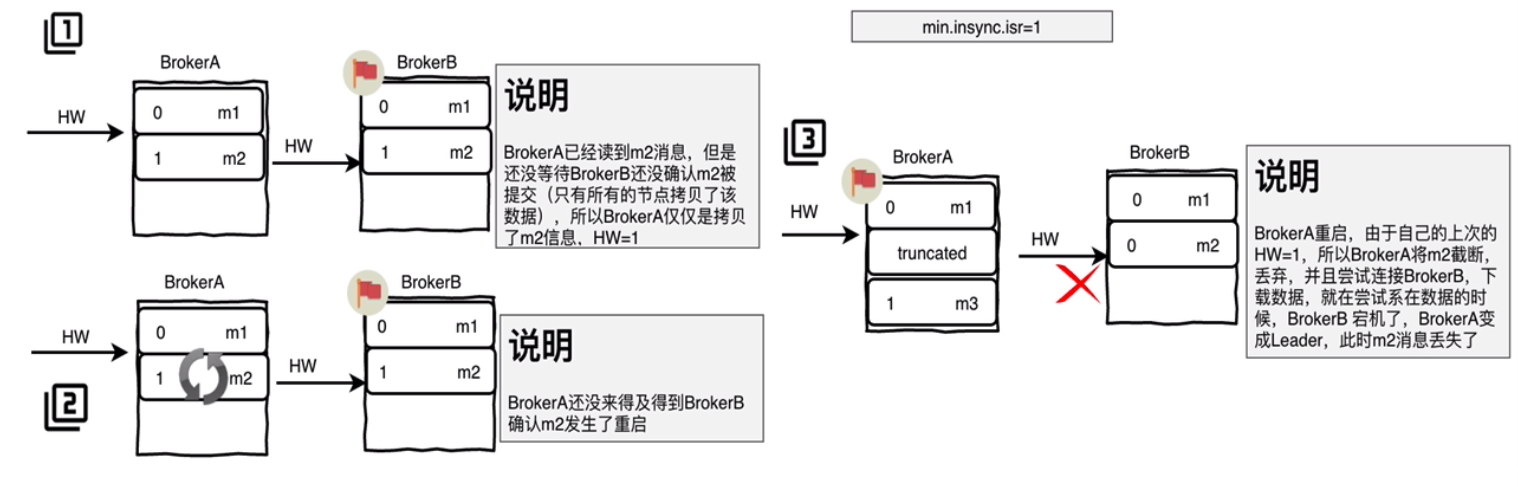 1
BrokerA
BrokerB
HW
0 m1
1 m2
HW
0 m1
1 m2
说明
BrokerA已经读到m2消息，但是
还没等待BrokerB还没确认m2被
提交（只有所有的节点拷贝了该
数据），所以BrokerA仅仅是拷贝
了m2信息，HW=1
2
BrokerA
BrokerB
HW
0 m1
1 m2
HW
0 m1
1 m2
说明
BrokerA还没来得及得到BrokerB
确认m2发生了重启
min.insync.isr=1
3
BrokerA
BrokerB
HW
0 m1
truncated
1 m3
HW
0 m1
0 m2
说明
BrokerA重启，由于自己的上次的
HW=1，所以BrokerA将m2截断，
丢弃，并且尝试连接BrokerB，下
载数据，就在尝试系在数据的时
候，BrokerB 宕机了，BrokerA变
成Leader，此时m2消息丢失了